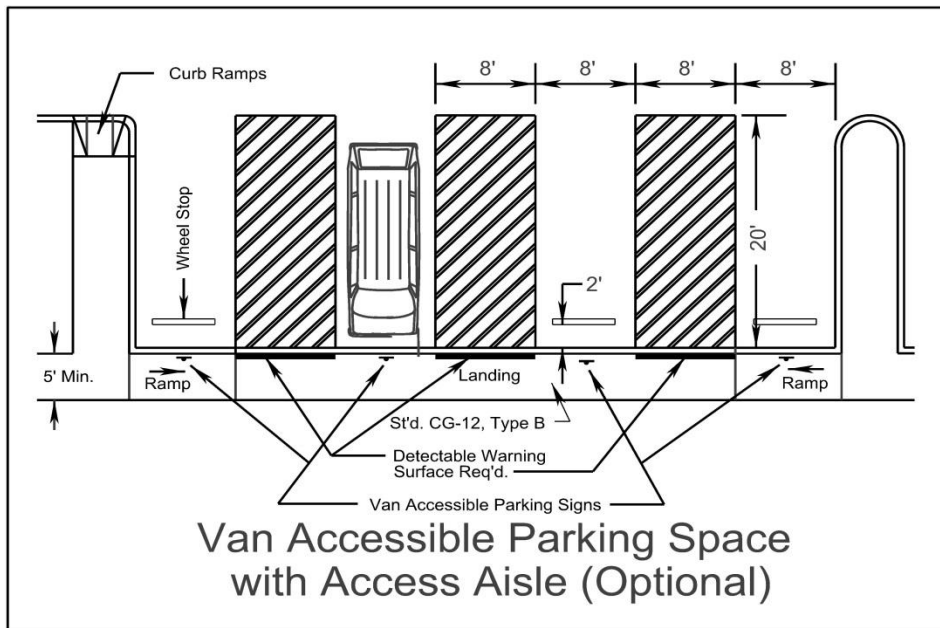 Curb Ramps
8'
8'
8'
8'
Wheel Stop
20'
2'
5' Min.
Ramp
Landing
Ramp
St'd. CG-12, Type B
Detectable Warning
Surface Req'd.
Van Accessible Parking Signs
Van Accessible Parking Space
with Access Aisle (Optional)